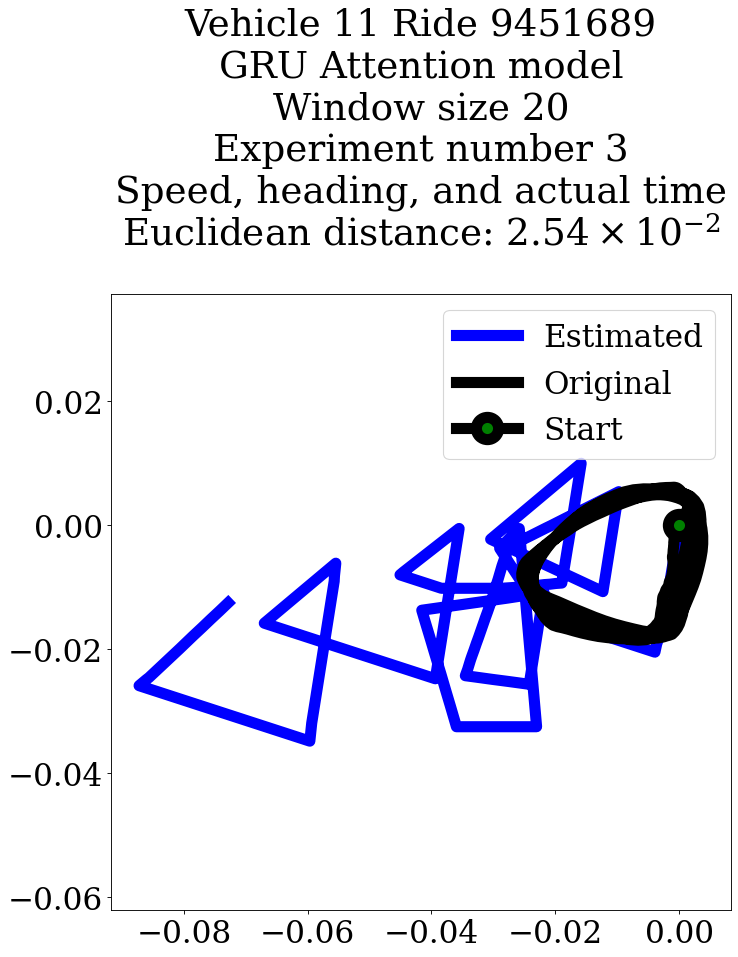 Vehicle 11 Ride 9451689
GRU Attention model
Window size 20
Experiment number 3
Speed, heading, and actual time
Euclidean distance: 2.54 × 10⁻²
Estimated
Original
Start
0.02
0.00
−0.02
−0.04
−0.06
−0.08 −0.06 −0.04 −0.02 0.00